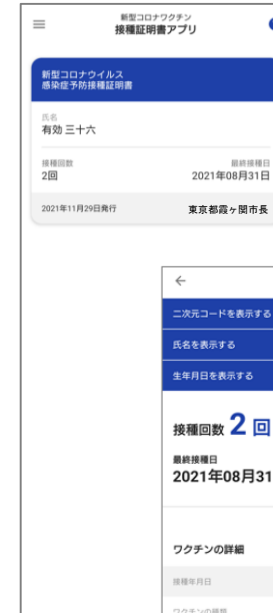 新型コロナワクチン
接種証明書アプリ
新型コロナウイルス
感染症予防接種証明書
氏名
有効 三十六
接種回数 最終接種日
2回 2021年08月31日
2021年11月29日発行 東京都霞ヶ関市長
←
二次元コードを表示する
氏名を表示する
生年月日を表示する
接種回数 2 回
最終接種日
2021年08月31
ワクチンの詳細
接種年月日
ワクチンの種類